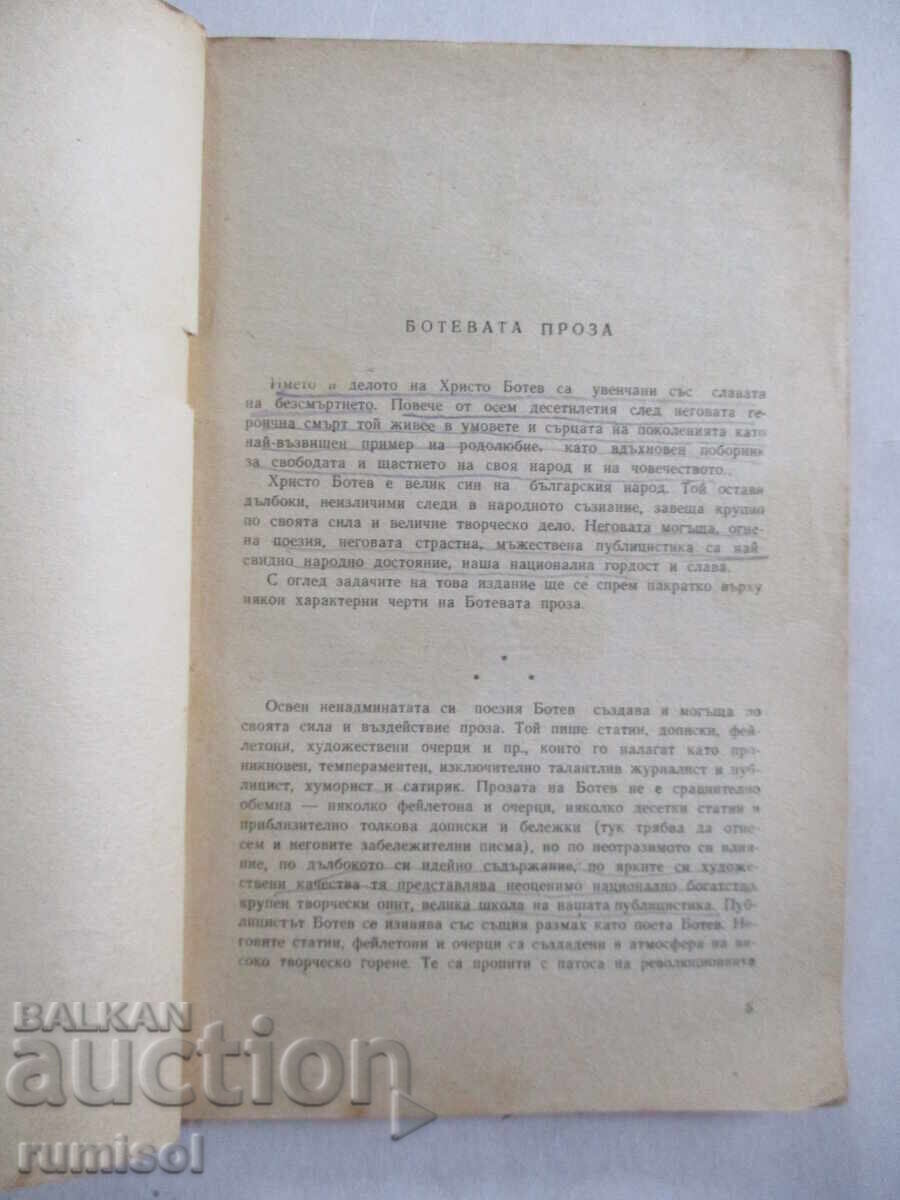 БОТЕВАТА ПРОЗА
Името и делото на Христо Ботев са увенчани със славата
на безсмъртието. Повече от осем десетилетия след неговата ге-
роична смърт той живее в умовете и сърцата на поколенията като
най-възвишен пример на родолюбие, като вдъхновен поборник
за свободата и щастието на своя народ и на човечеството.
Христо Ботев е велик син на българския народ. Той остави
дълбоки, неизличими следи в народното съзнание, завеща крупно
по своята сила и величие творческо дело. Неговата могъща, огне-
на поезия, неговата страстна, мъжествена публицистика са най-
свидно народно достояние, наша национална гордост и слава.
С оглед задачите на това издание ще се спрем накратко върху
някои характерни черти на Ботевата проза.
*
* *
Освен ненадминатата си поезия Ботев създава и могъща по
своята сила и въздействие проза. Той пише статии, дописки, фей-
летони, художествени очерци и пр., които го налагат като про-
никновен, темпераментен, изключително талантлив журналист и пуб-
лицист, хуморист и сатирик. Прозата на Ботев не е сравнително
обемна — няколко фейлетона и очерци, няколко десетки статии и
приблизително толкова дописки и бележки (тук трябва да отне-
сем и неговите забележителни писма), но по неотразимото си влия-
ние, по дълбокото си идейно съдържание, по ярките си художе-
ствени качества тя представлява неоценимо национално богатство,
крупен творчески опит, велика школа на нашата публицистика. Пуб-
лицистът Ботев се изявява със същия размах като поета Ботев. Не-
говите статии, фейлетони и очерци са създадени в атмосфера на ви-
соко творческо горене. Те са пропити с патоса на революционната
5
BALKAN
auction
rumisol